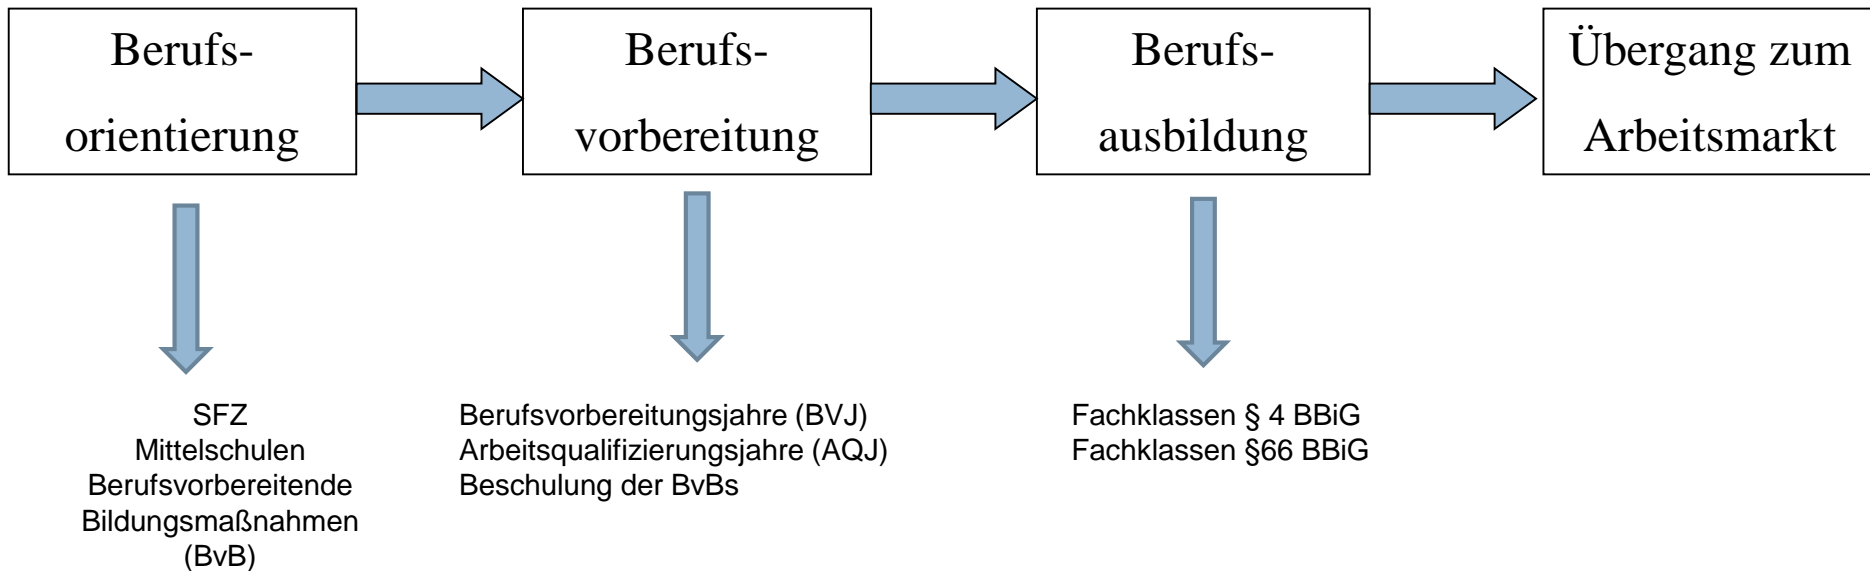 Berufs-
orientierung
Berufs-
vorbereitung
Berufs-
ausbildung
Übergang zum
Arbeitsmarkt
SFZ
Mittelschulen
Berufsvorbereitende
Bildungsmaßnahmen
(BvB)
Berufsvorbereitungsjahre (BVJ)
Arbeitsqualifizierungsjahre (AQJ)
Beschulung der BvBs
Fachklassen § 4 BBiG
Fachklassen §66 BBiG